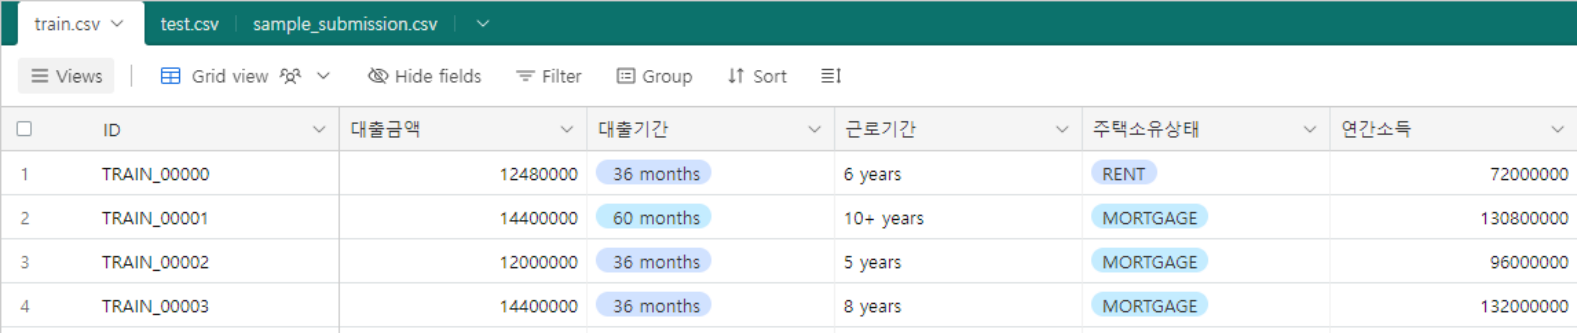 train.csv test.csv sample_submission.csv
Views Grid view Hide fields Filter Group Sort
ID 대출금액 대출기간 근로기간 주택소유상태 연간소득
1 TRAIN_00000 12480000 36 months 6 years RENT 72000000
2 TRAIN_00001 14400000 60 months 10+ years MORTGAGE 130800000
3 TRAIN_00002 12000000 36 months 5 years MORTGAGE 96000000
4 TRAIN_00003 14400000 36 months 8 years MORTGAGE 132000000